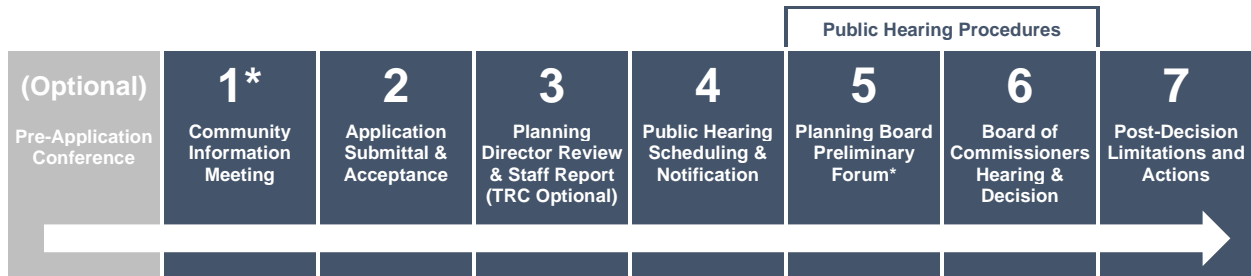 Public Hearing Procedures
(Optional)
Pre-Application
Conference
1*
Community
Information
Meeting
2
Application
Submittal &
Acceptance
3
Planning
Director Review
& Staff Report
(TRC Optional)
4
Public Hearing
Scheduling &
Notification
5
Planning Board
Preliminary
Forum*
6
Board of
Commissioners
Hearing &
Decision
7
Post-Decision
Limitations and
Actions